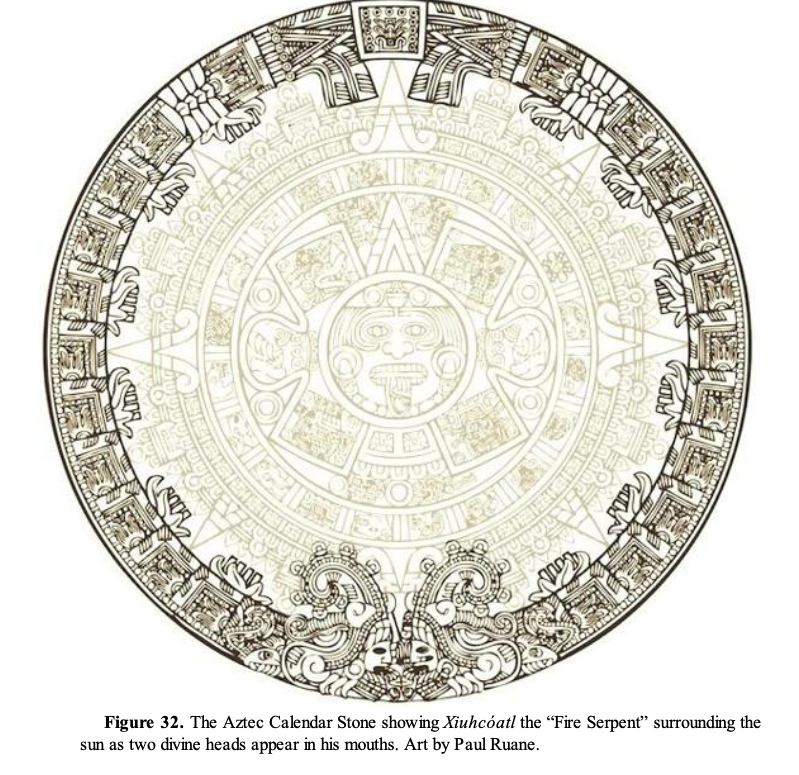 Figure 32. The Aztec Calendar Stone showing Xiuhcóatl the “Fire Serpent” surrounding the
sun as two divine heads appear in his mouths. Art by Paul Ruane.